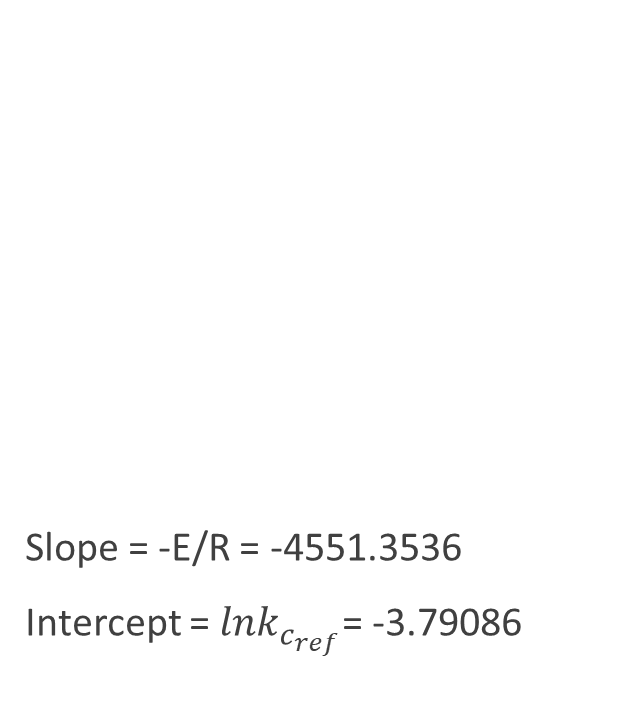 Slope = -E/R = -4551.3536
Intercept = lnk_{c_{ref}} = -3.79086